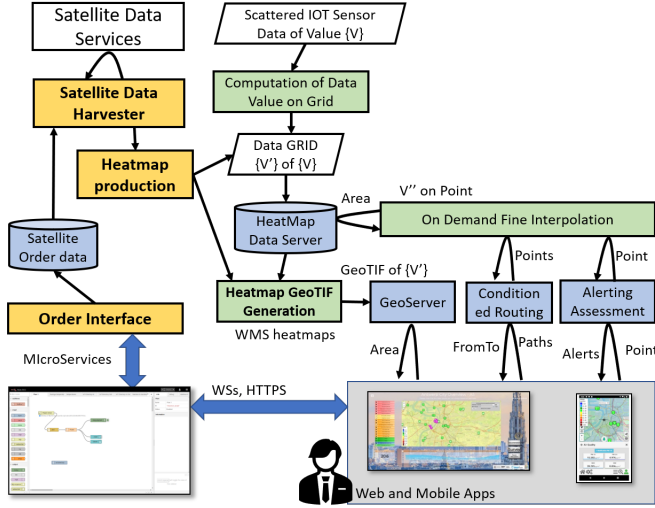 Satellite Data
Services
Scattered IOT Sensor
Data of Value {V}
Satellite Data
Harvester
Computation of Data
Value on Grid
Heatmap
production
Data GRID
{V'} of {V}
Area
V'' on Point
Satellite
Order data
HeatMap
Data Server
On Demand Fine Interpolation
GeoTIF of {V'}
Points
Point
Order Interface
Heatmap GeoTIF
Generation
GeoServer
Condition
ed Routing
Alerting
Assessment
WMS heatmaps
MIcroServices
Area
FromTo
Paths
Alerts
Point
WSs, HTTPS
Web and Mobile Apps